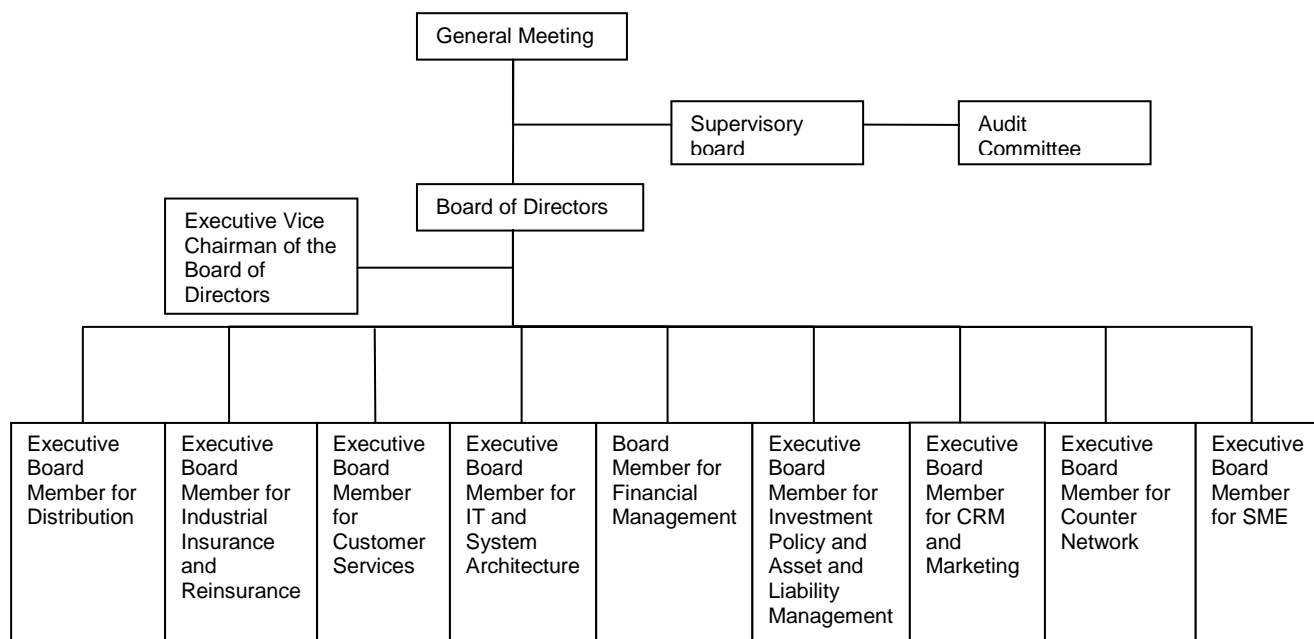 General Meeting
Supervisory
board
Audit
Committee
Board of Directors
Executive Vice
Chairman of the
Board of
Directors
Executive
Board
Member for
Distribution
Executive
Board
Member for
Industrial
Insurance
and
Reinsurance
Executive
Board
Member
for
Customer
Services
Executive
Board
Member for
IT and
System
Architecture
Board
Member for
Financial
Management
Executive
Board
Member for
Investment
Policy and
Asset and
Liability
Management
Executive
Board
Member
for CRM
and
Marketing
Executive
Board
Member for
Counter
Network
Executive
Board
Member
for SME